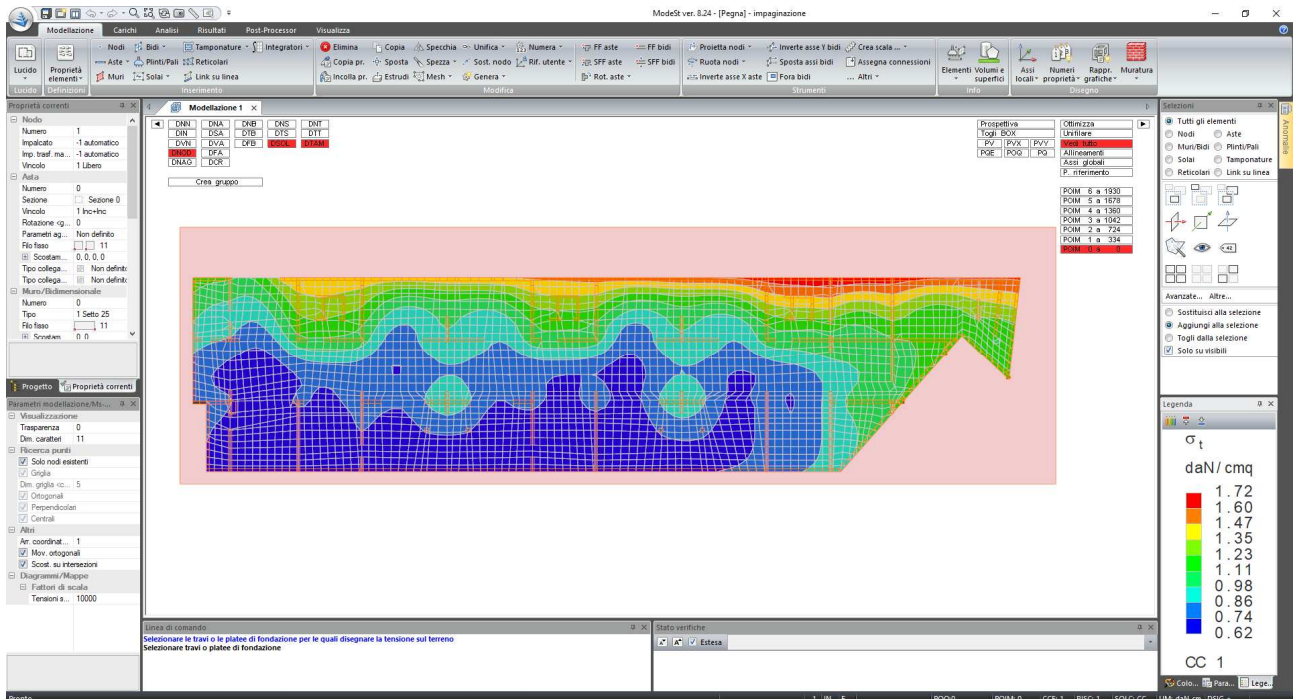 ModeSt ver. 8.24 - [Pegna] - impaginazione
Modellazione Carichi Analisi Risultati Post-Processor Visualizza
Lucido
Proprietà elementi
Nodi Bidi Tamponature Integratori
Aste Plinti/Pali Reticolari
Muri Solai Link su linea
Elimina Copia Specchia Unifica Numera
Copia pr. Sposta Spezza Sost. nodo Rif. utente
Incolla pr. Estrudi Mesh Genera
FF aste FF bidi
SFF aste SFF bidi
Rot. aste
Proietta nodi Inverte asse Y bidi Crea scala ...
Ruota nodi Sposta assi bidi Assegna connessioni
Inverte asse X aste Fora bidi ... Altri
Elementi Volumi e superfici
Assi locali Numeri proprietà Rappr. grafiche Muratura
Lucido Definizioni Inserimento Modifica Strumenti Info Disegno
Proprietà correnti
Nodo
Numero 1
Impalcato -1 automatico
Imp. trasf. ma... -1 automatico
Vincolo 1 Libero
Asta
Numero 0
Sezione Sezione 0
Vincolo 1 Inc+Inc
Rotazione <g... 0
Parametri ag... Non definito
Filo fisso 11
Scostam... 0, 0, 0, 0
Tipo collega... Non definito
Tipo collega... Non definito
Muro/Bidimensionale
Numero 0
Tipo 1 Setto 25
Filo fisso 11
Scostam 0 0
Progetto Proprietà correnti
Parametri modellazione/Ms-...
Visualizzazione
Trasparenza 0
Dim. caratteri 11
Ricerca punti
Solo nodi esistenti
Griglia
Dim. griglia <c... 5
Ortogonali
Perpendicolari
Centrali
Altri
Arr. coordinat... 1
Mov. ortogonali
Scost. su intersezioni
Diagrammi/Mappe
Fattori di scala
Tensioni s... 10000
Modellazione 1
DNN DNA DNB DNS DNT
DIN DSA DTB DTS DTT
DVN DVA DFB DSOL DTAM
DNOD DFA
DNAG DCR
Crea gruppo
Prospettiva Ottimizza
Togli BOX Unifilare
PV PVX PVY Vedi tutto
PQE POQ PQ Allineamenti
Assi globali
P. riferimento
POIM 6 a 1930
POIM 5 a 1678
POIM 4 a 1360
POIM 3 a 1042
POIM 2 a 724
POIM 1 a 334
POIM 0 a 0
Linea di comando
Selezionare le travi o le platee di fondazione per le quali disegnare la tensione sul terreno
Selezionare travi o platee di fondazione
Stato verifiche
Estesa
Selezioni
Tutti gli elementi
Nodi Aste
Muri/Bidi Plinti/Pali
Solai Tamponature
Reticolari Link su linea
Avanzate... Altre...
Sostituisci alla selezione
Aggiungi alla selezione
Togli dalla selezione
Solo su visibili
Anomalie
Legenda
σt
daN/cmq
1.72
1.60
1.47
1.35
1.23
1.11
0.98
0.86
0.74
0.62
CC 1
Colo... Para... Lege...
Pronto